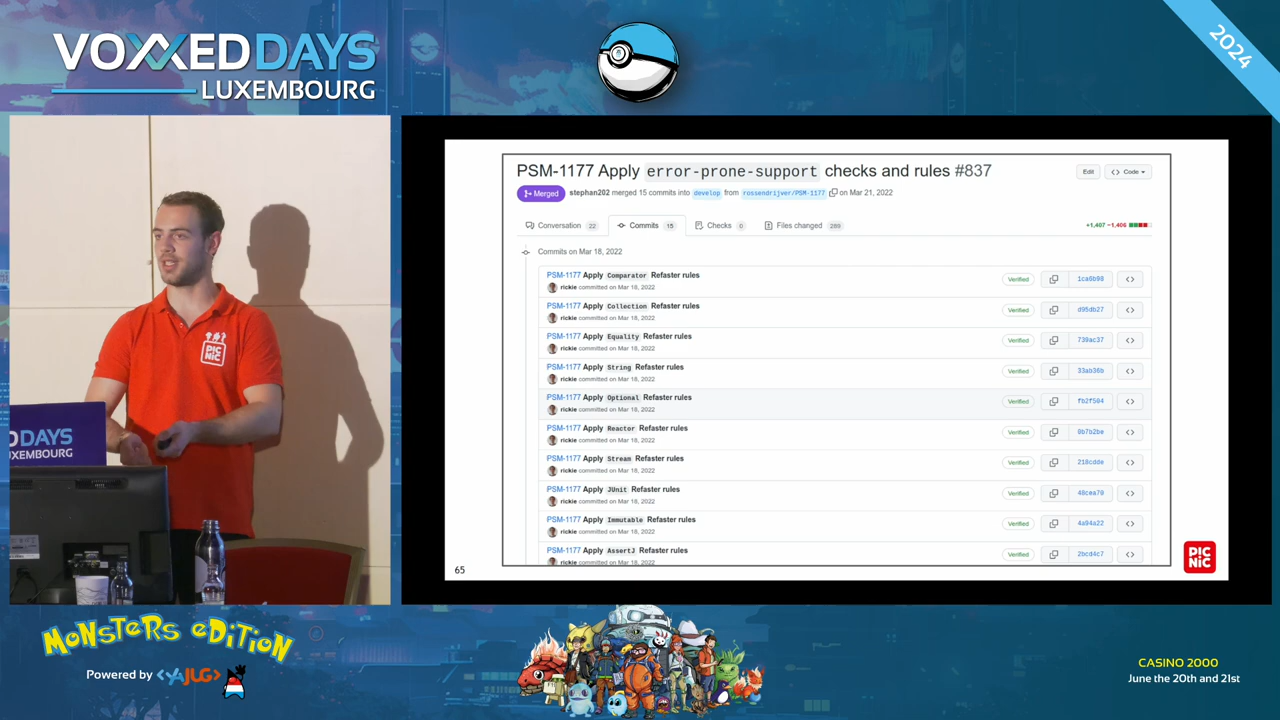 VOXXED DAYS
LUXEMBOURG
2024
PIC
NIC
DAYS
XEMBOURG
PSM-1177 Apply error-prone-support checks and rules #837
Edit
<> Code
Merged
stephan202 merged 15 commits into develop from rossendrijver/PSM-1177 on Mar 21, 2022
Conversation 22
Commits 15
Checks 0
Files changed 289
+1,407 −1,406
Commits on Mar 18, 2022
PSM-1177 Apply Comparator Refaster rules
rickie committed on Mar 18, 2022
Verified
1ca6b98
<>
PSM-1177 Apply Collection Refaster rules
rickie committed on Mar 18, 2022
Verified
d95db27
<>
PSM-1177 Apply Equality Refaster rules
rickie committed on Mar 18, 2022
Verified
739ac37
<>
PSM-1177 Apply String Refaster rules
rickie committed on Mar 18, 2022
Verified
33ab36b
<>
PSM-1177 Apply Optional Refaster rules
rickie committed on Mar 18, 2022
Verified
fb2f504
<>
PSM-1177 Apply Reactor Refaster rules
rickie committed on Mar 18, 2022
Verified
9b7b2be
<>
PSM-1177 Apply Stream Refaster rules
rickie committed on Mar 18, 2022
Verified
218cdde
<>
PSM-1177 Apply JUnit Refaster rules
rickie committed on Mar 18, 2022
Verified
48cea70
<>
PSM-1177 Apply Immutable Refaster rules
rickie committed on Mar 18, 2022
Verified
4a94a22
<>
PSM-1177 Apply AssertJ Refaster rules
rickie committed on Mar 18, 2022
Verified
2bcd4c7
<>
65
PIC
NIC
MONSTERS EDITION
Powered by <YAJUG>
CASINO 2000
June the 20th and 21st